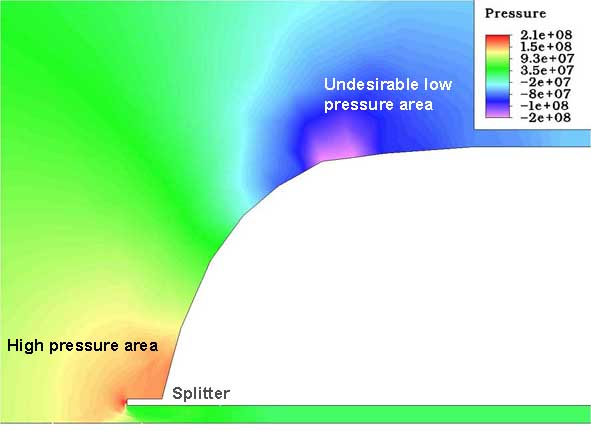 Pressure
2.1e+08
1.5e+08
9.3e+07
3.5e+07
-2e+07
-8e+07
-1e+08
-2e+08
Undesirable low
pressure area
High pressure area
Splitter